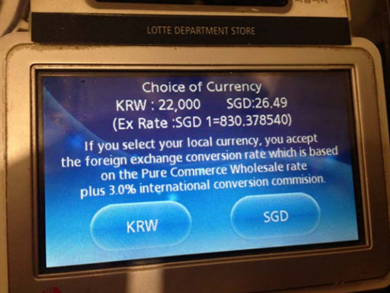 LOTTE DEPARTMENT STORE
Choice of Currency
KRW : 22,000 SGD:26.49
(Ex Rate :SGD 1=830.378540)
If you select your local currency, you accept
the foreign exchange conversion rate which is based
on the Pure Commerce Wholesale rate
plus 3.0% international conversion commision.
KRW SGD